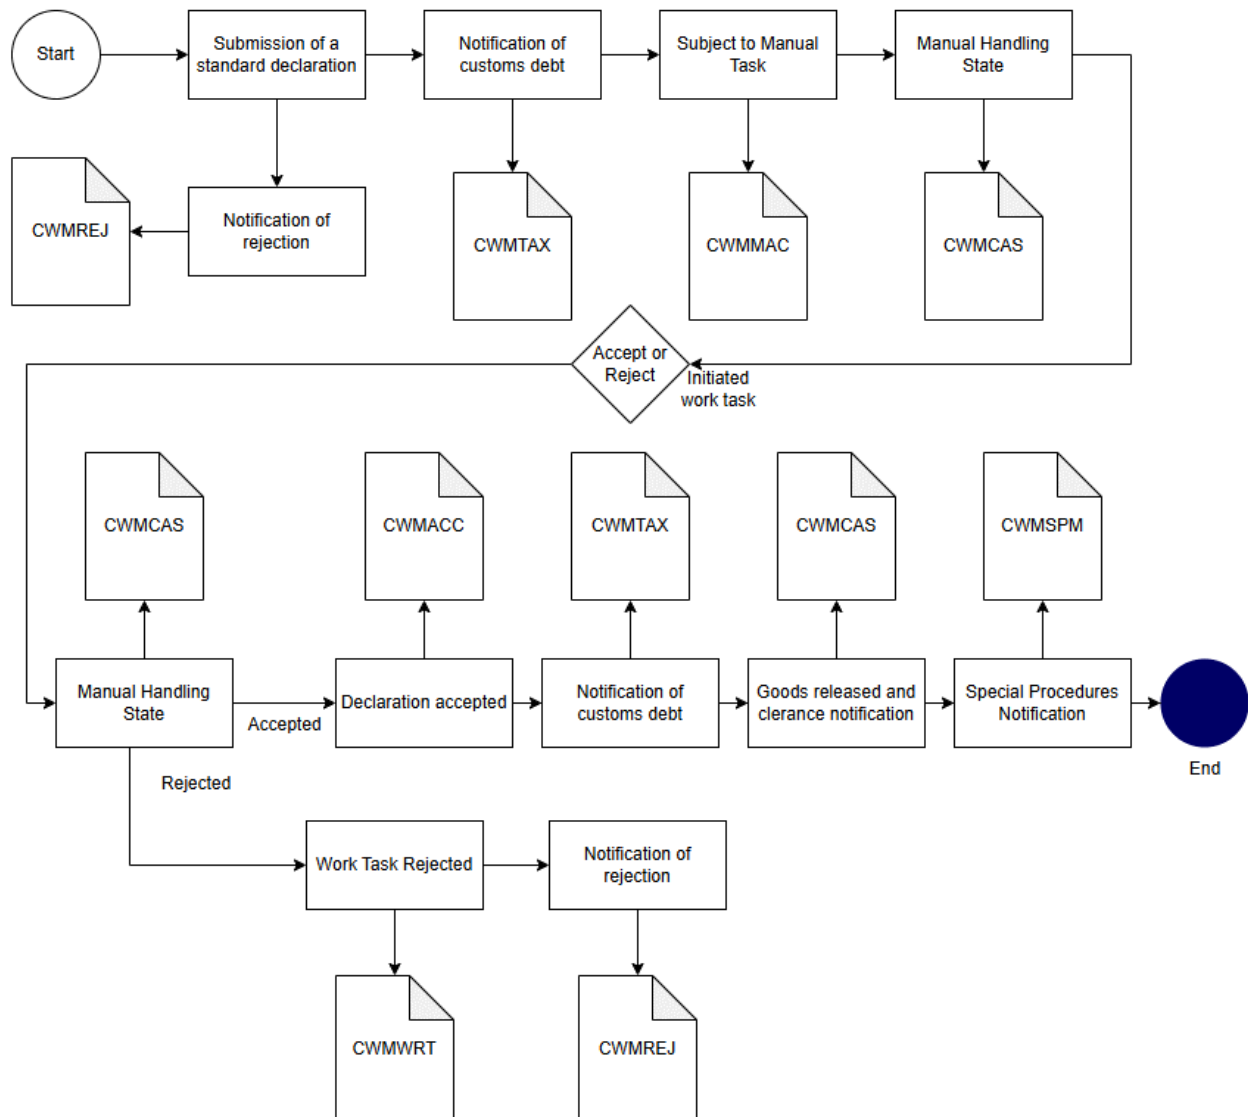 Start
Submission of a
standard declaration
Notification of
customs debt
Subject to Manual
Task
Manual Handling
State
CWMREJ
Notification of
rejection
CWMTAX
CWMMAC
CWMCAS
Accept or
Reject
Initiated
work task
CWMCAS
CWMACC
CWMTAX
CWMCAS
CWMSPM
Manual Handling
State
Accepted
Declaration accepted
Notification of
customs debt
Goods released and
clerance notification
Special Procedures
Notification
End
Rejected
Work Task Rejected
Notification of
rejection
CWMWRT
CWMREJ